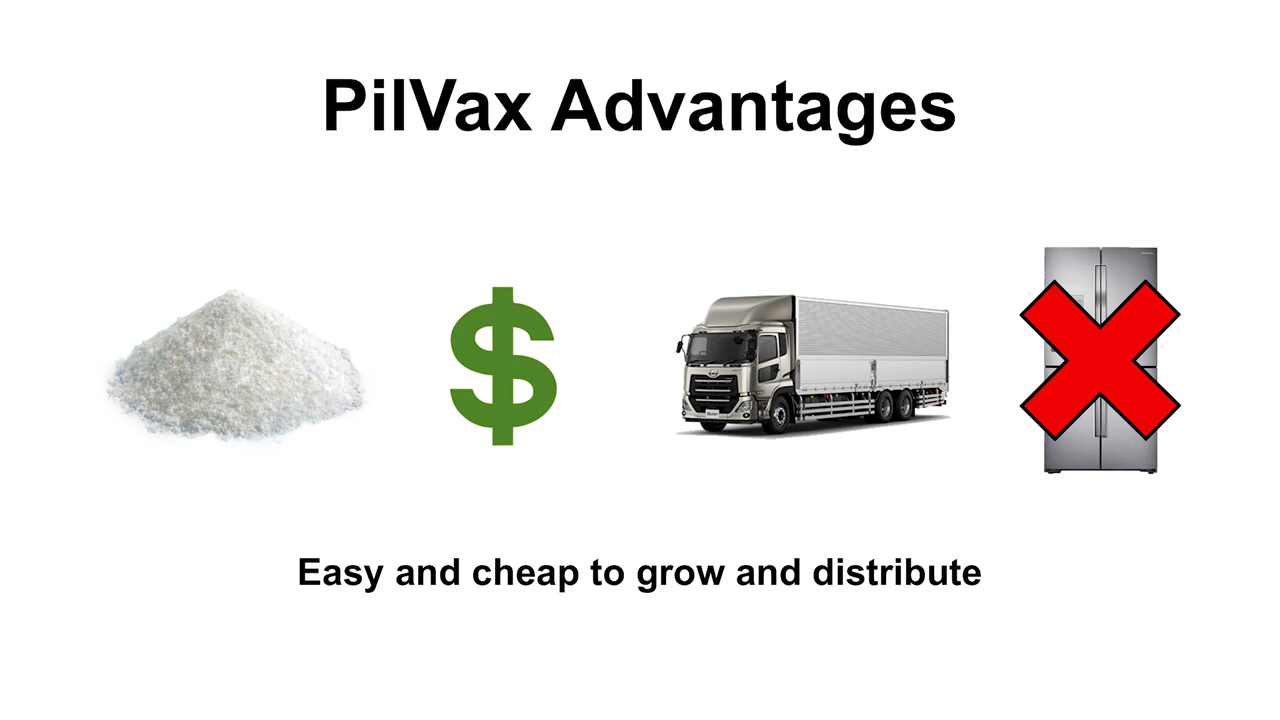 PilVax Advantages
Easy and cheap to grow and distribute